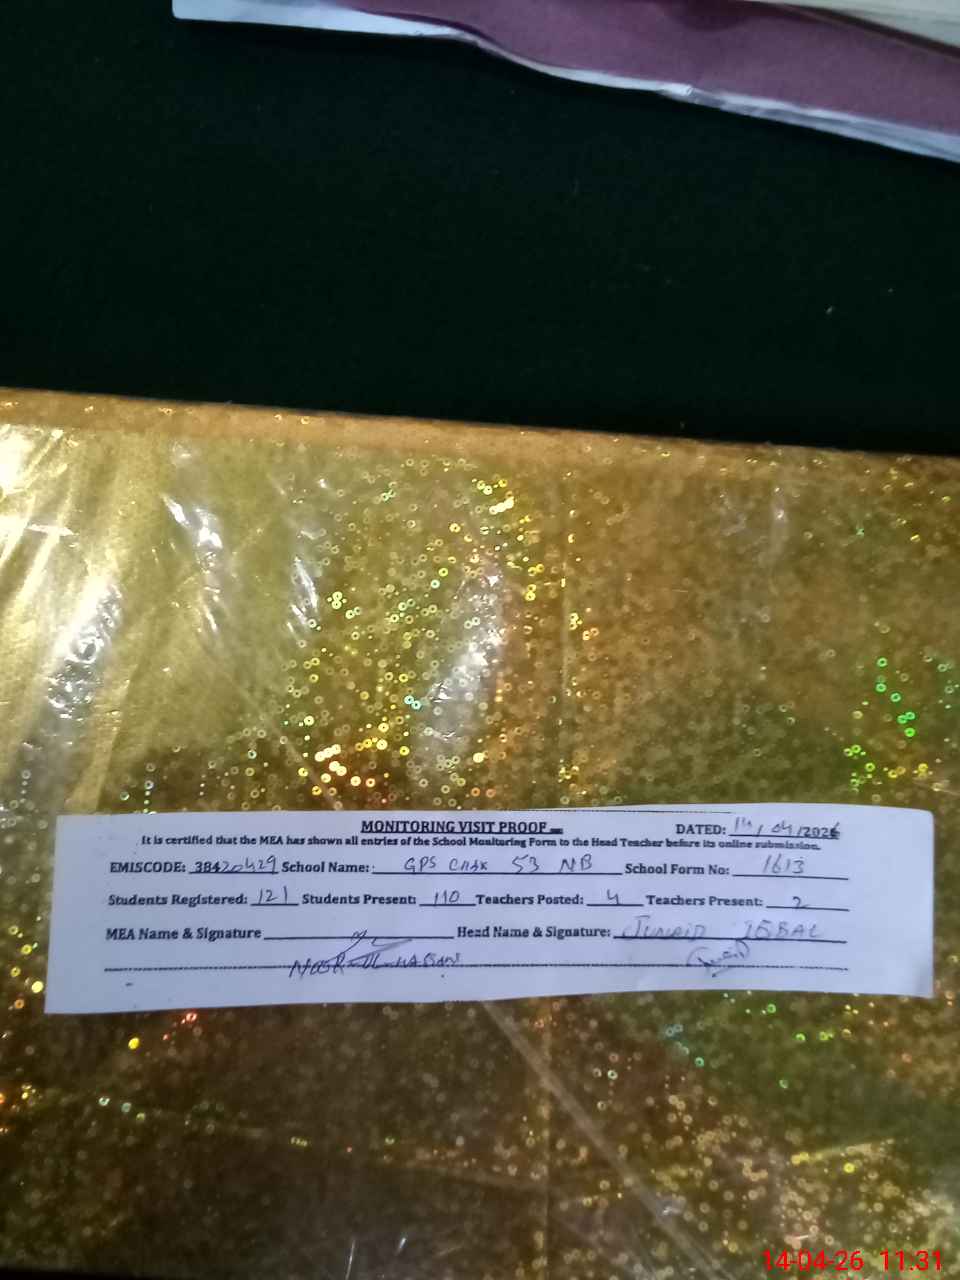 MONITORING VISIT PROOF
DATED: 14/04/2026
It is certified that the MEA has shown all entries of the School Monitoring Form to the Head Teacher before its online submission.
EMISCODE: 38420429 School Name: GPS Chak 53 NB School Form No: 1613
Students Registered: 121 Students Present: 110 Teachers Posted: 4 Teachers Present: 2
MEA Name & Signature Head Name & Signature: JUNAID IQBAL
NOOR UL HASSAN
14-04-26 11:31